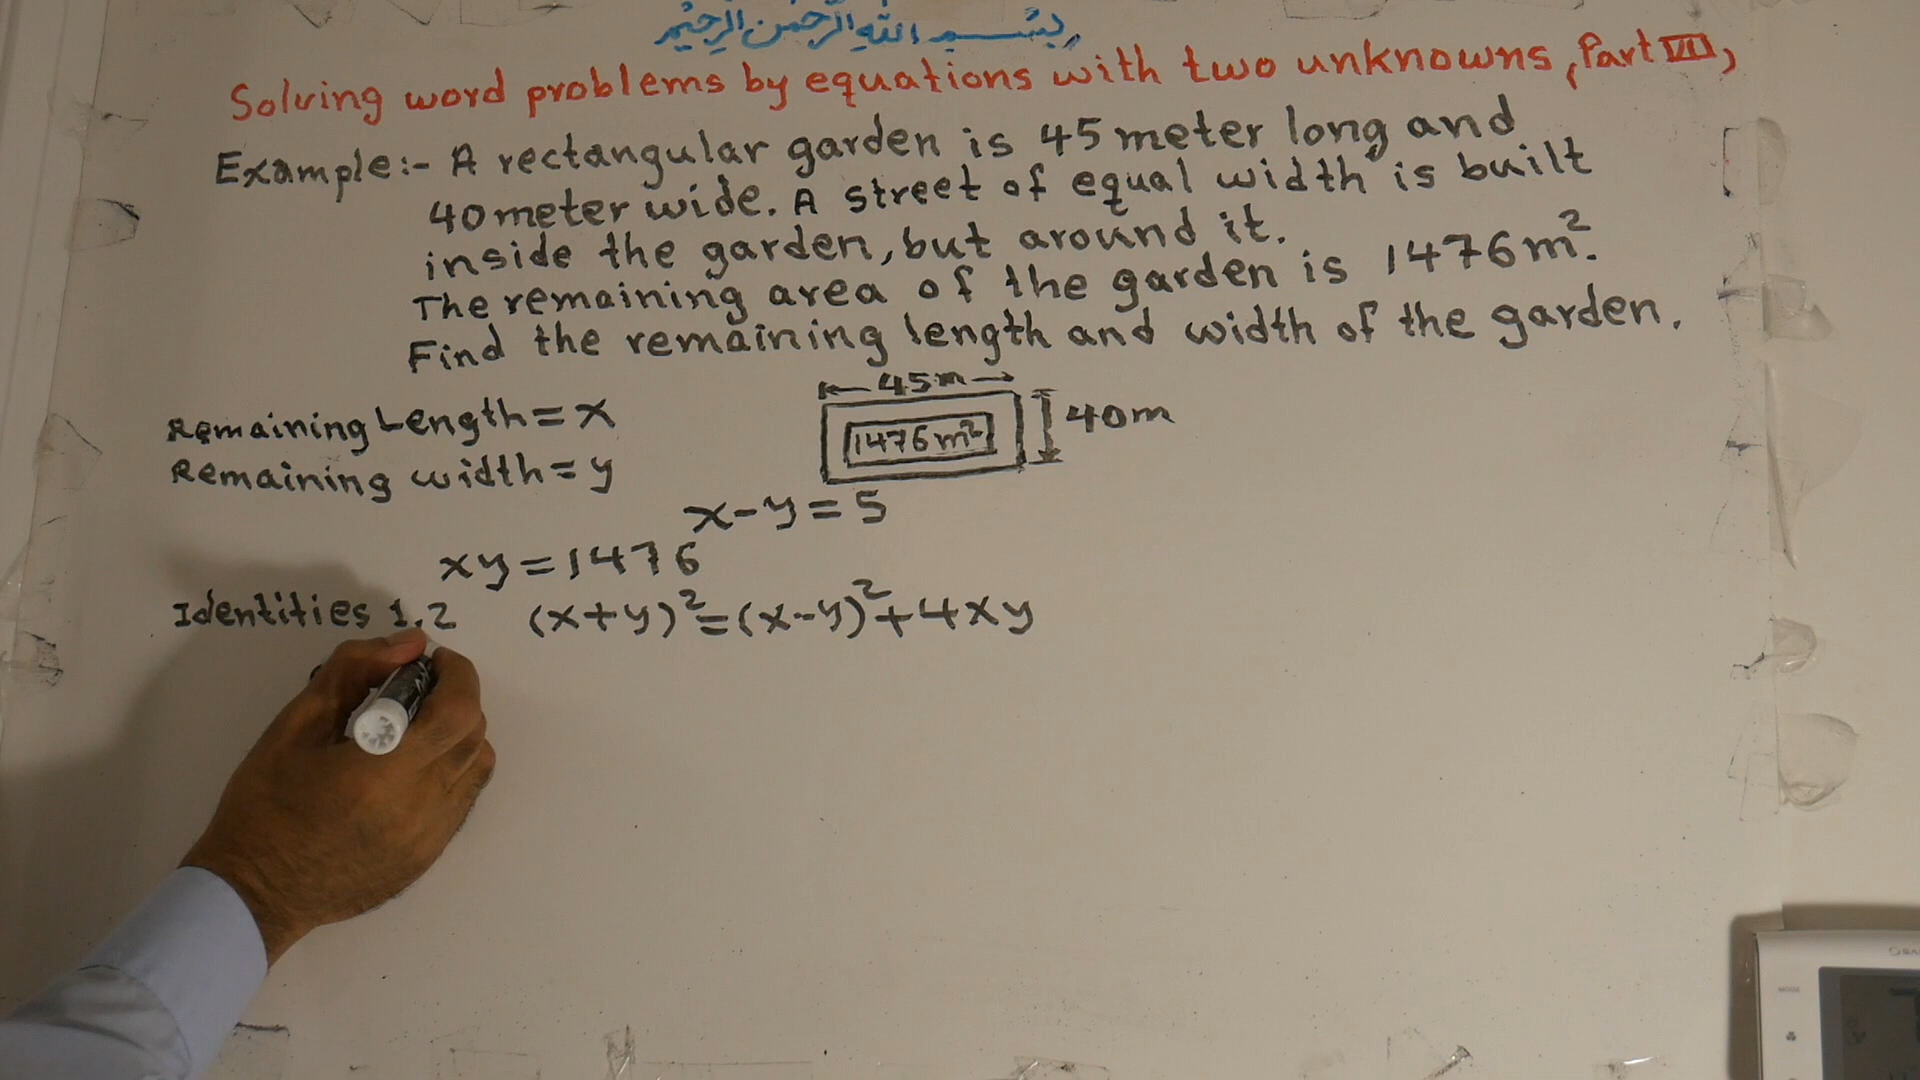 بسم الله الرحمن الرحيم
Solving word problems by equations with two unknowns, Part VII,
Example:- A rectangular garden is 45 meter long and
40 meter wide. A street of equal width is built
inside the garden, but around it.
The remaining area of the garden is 1476 m².
Find the remaining length and width of the garden.
45m
Remaining Length = x
1476 m²
40m
Remaining width = y
x-y=5
xy=1476
Identities 1,2 (x+y)²=(x-y)²+4xy